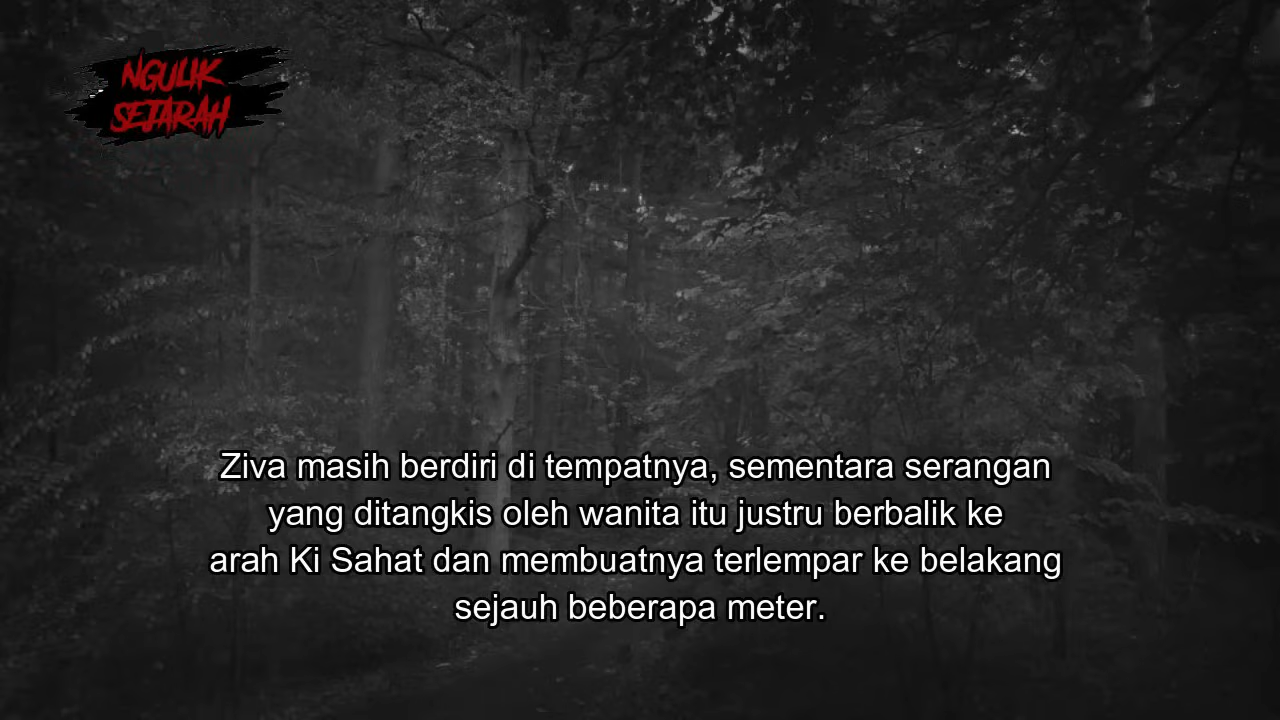 NGULIK
SEJARAH
Ziva masih berdiri di tempatnya, sementara serangan
yang ditangkis oleh wanita itu justru berbalik ke
arah Ki Sahat dan membuatnya terlempar ke belakang
sejauh beberapa meter.